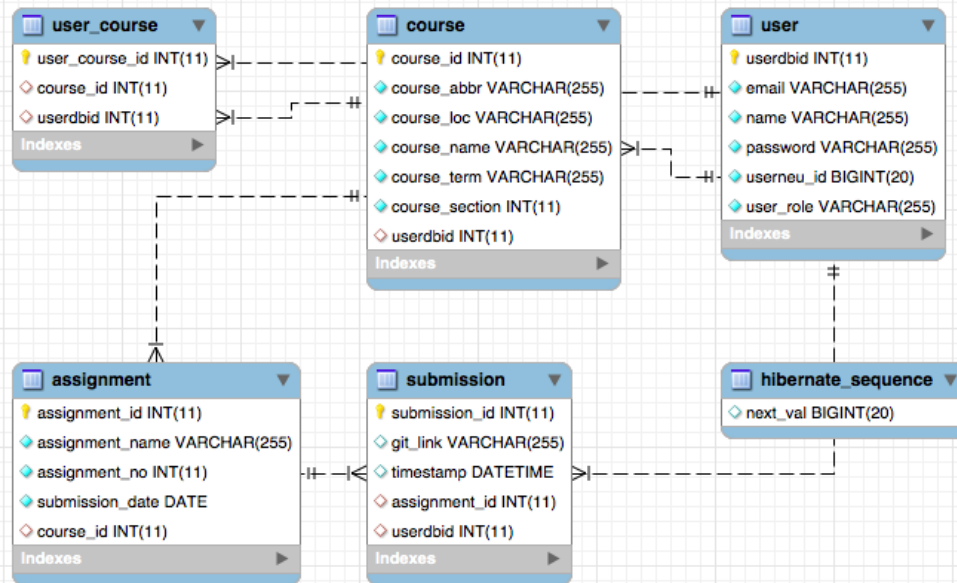 user_course
user_course_id INT(11)
course_id INT(11)
userdbid INT(11)
Indexes
course
course_id INT(11)
course_abbr VARCHAR(255)
course_loc VARCHAR(255)
course_name VARCHAR(255)
course_term VARCHAR(255)
course_section INT(11)
userdbid INT(11)
Indexes
user
userdbid INT(11)
email VARCHAR(255)
name VARCHAR(255)
password VARCHAR(255)
userneu_id BIGINT(20)
user_role VARCHAR(255)
Indexes
assignment
assignment_id INT(11)
assignment_name VARCHAR(255)
assignment_no INT(11)
submission_date DATE
course_id INT(11)
Indexes
submission
submission_id INT(11)
git_link VARCHAR(255)
timestamp DATETIME
assignment_id INT(11)
userdbid INT(11)
Indexes
hibernate_sequence
next_val BIGINT(20)